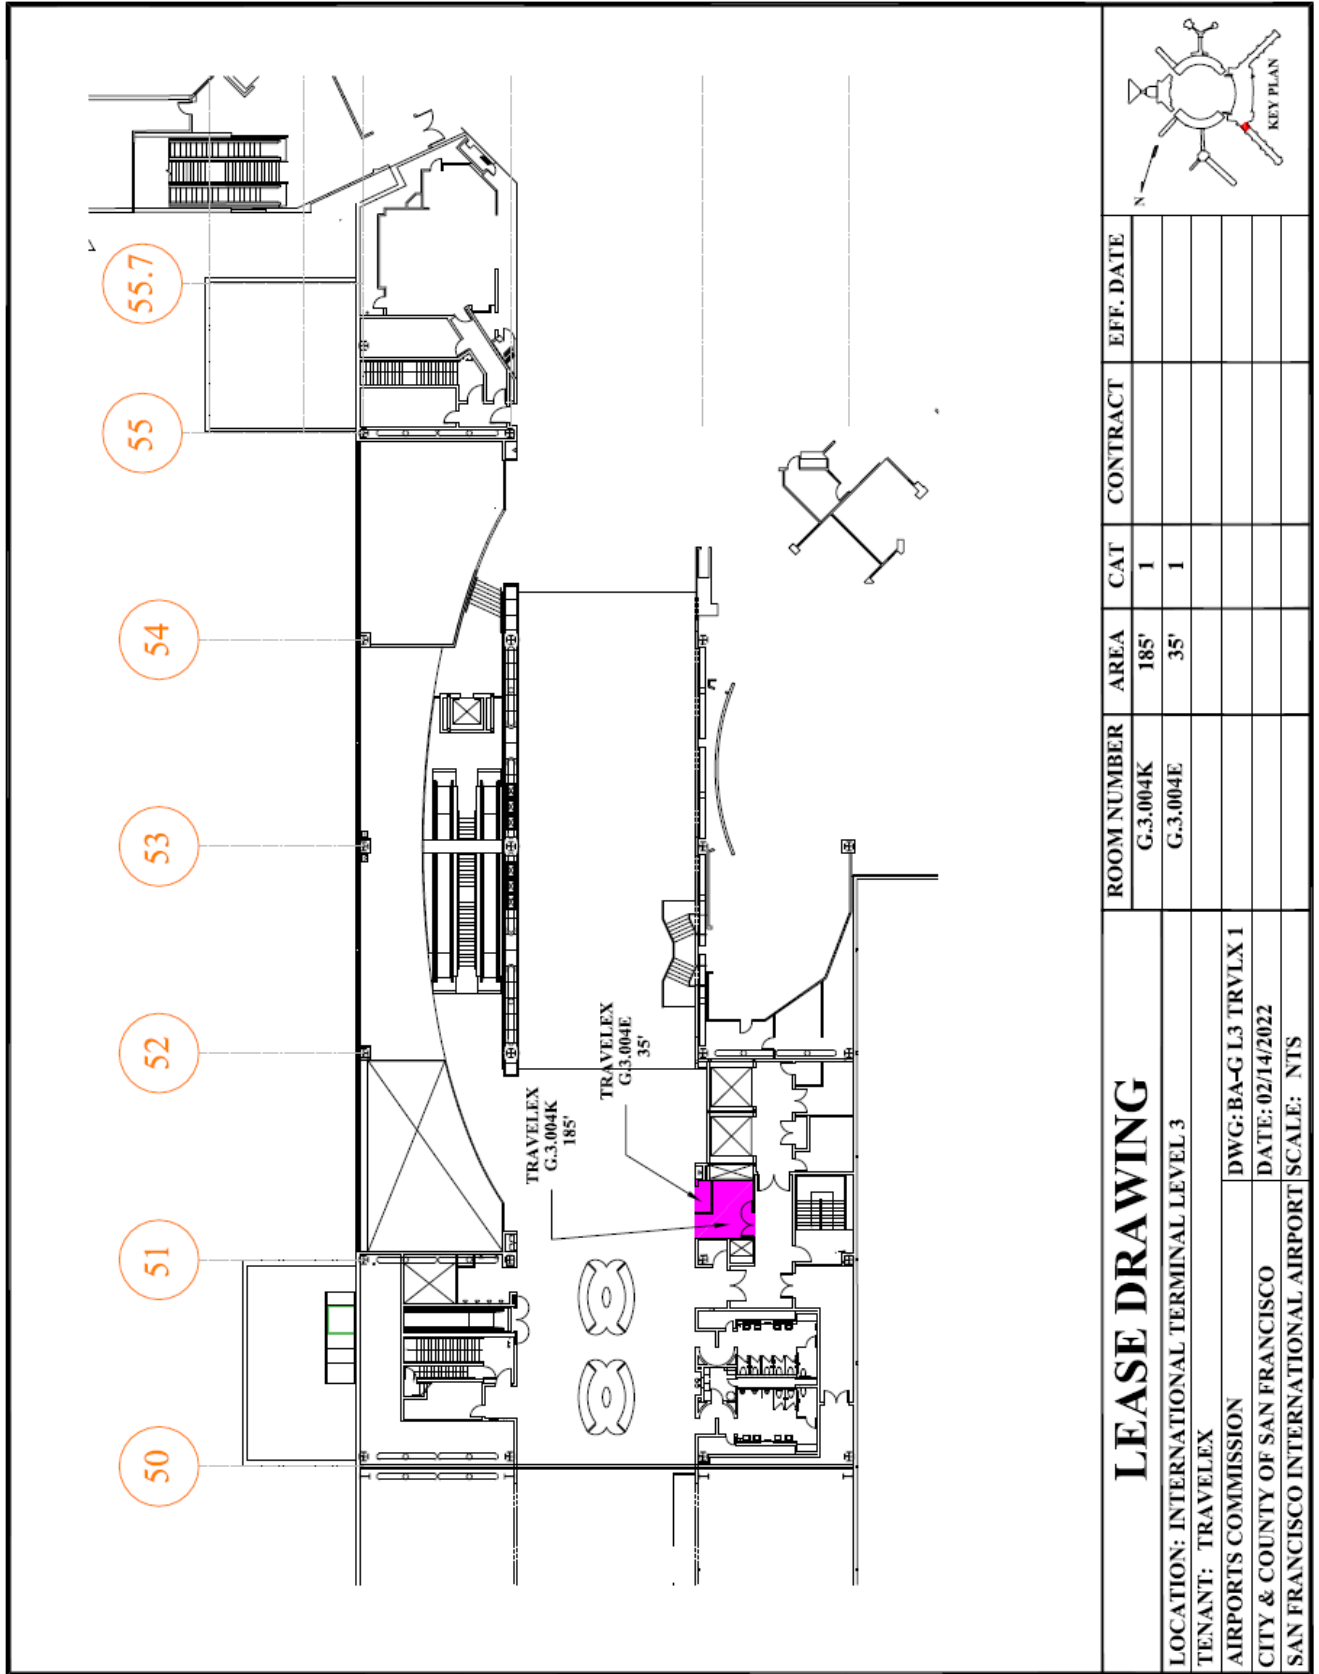 50
51
52
53
54
55
55.7
TRAVELEX
G.3.004K
185'
TRAVELEX
G.3.004E
35'
LEASE DRAWING
LOCATION: INTERNATIONAL TERMINAL LEVEL 3
TENANT: TRAVELEX
AIRPORTS COMMISSION
DWG: BA-G L3 TRVLX 1
CITY & COUNTY OF SAN FRANCISCO
DATE: 02/14/2022
SAN FRANCISCO INTERNATIONAL AIRPORT
SCALE: NTS
ROOM NUMBER AREA CAT CONTRACT EFF. DATE
G.3.004K 185' 1
G.3.004E 35' 1
N
KEY PLAN